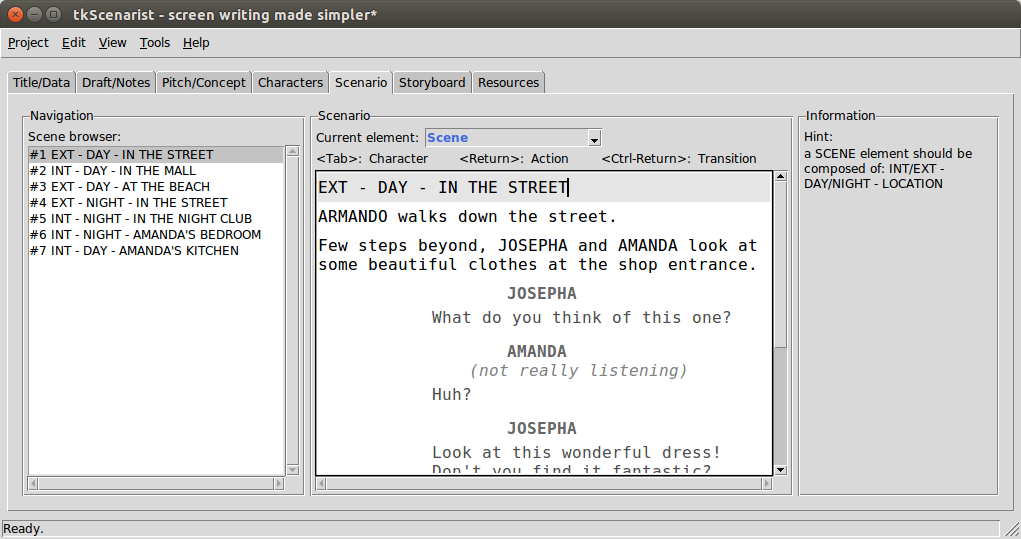 tkScenarist - screen writing made simpler*
Project Edit View Tools Help
Title/Data Draft/Notes Pitch/Concept Characters Scenario Storyboard Resources
Navigation
Scene browser:
#1 EXT - DAY - IN THE STREET
#2 INT - DAY - IN THE MALL
#3 EXT - DAY - AT THE BEACH
#4 EXT - NIGHT - IN THE STREET
#5 INT - NIGHT - IN THE NIGHT CLUB
#6 INT - NIGHT - AMANDA'S BEDROOM
#7 INT - DAY - AMANDA'S KITCHEN
Scenario
Current element: Scene
<Tab>: Character <Return>: Action <Ctrl-Return>: Transition
EXT - DAY - IN THE STREET
ARMANDO walks down the street.
Few steps beyond, JOSEPHA and AMANDA look at
some beautiful clothes at the shop entrance.
JOSEPHA
What do you think of this one?
AMANDA
(not really listening)
Huh?
JOSEPHA
Look at this wonderful dress!
Don't you find it fantastic?
Information
Hint:
a SCENE element should be
composed of: INT/EXT -
DAY/NIGHT - LOCATION
Ready.